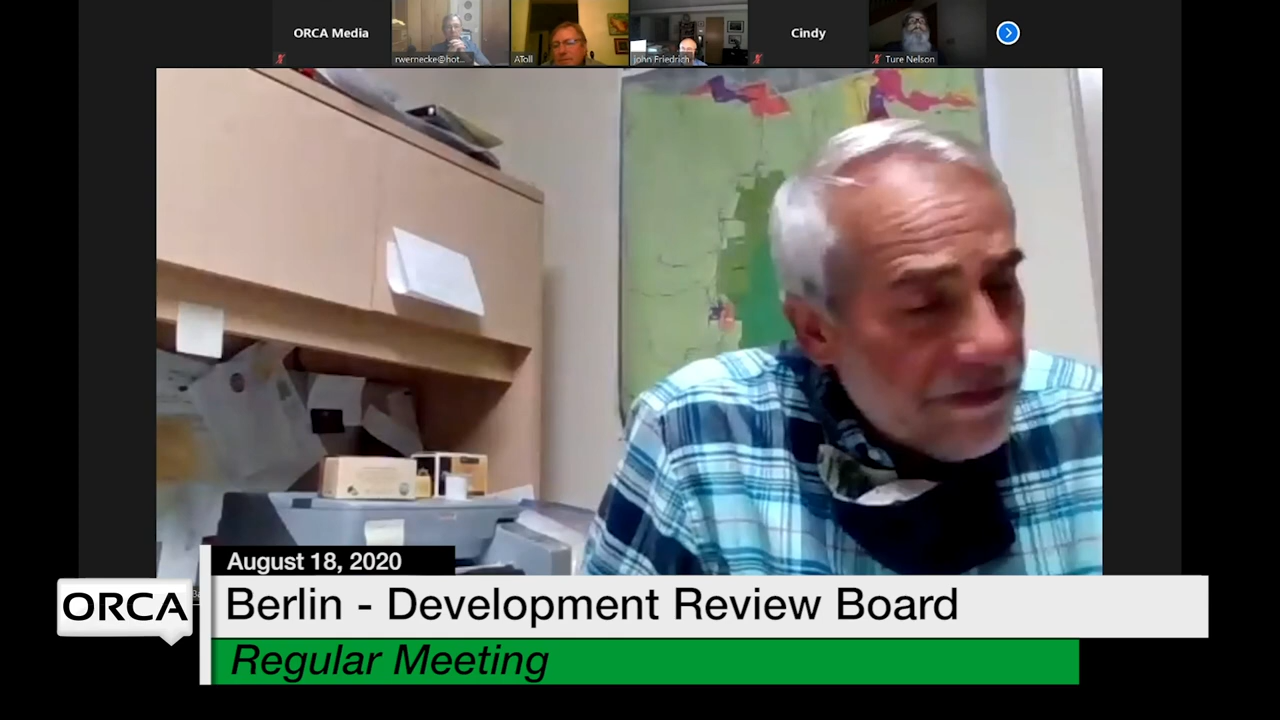 ORCA Media
rwernecke@hot...
AToll
john Friedrich
Cindy
Ture Nelson
August 18, 2020
ORCA
Berlin - Development Review Board
Regular Meeting